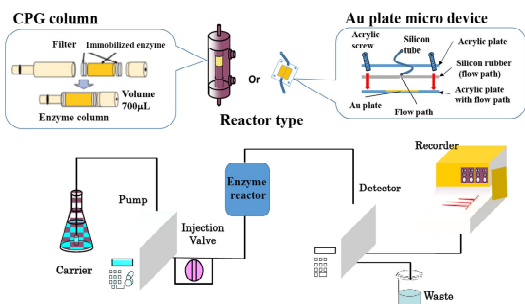 CPG column
Filter
Immobilized enzyme
Volume
700μL
Enzyme column
Or
Reactor type
Au plate micro device
Acrylic
screw
Silicon
tube
Acrylic plate
Silicon rubber
(flow path)
Acrylic plate
with flow path
Au plate
Flow path
Carrier
Pump
Injection
Valve
Enzyme
reactor
Detector
Recorder
Waste